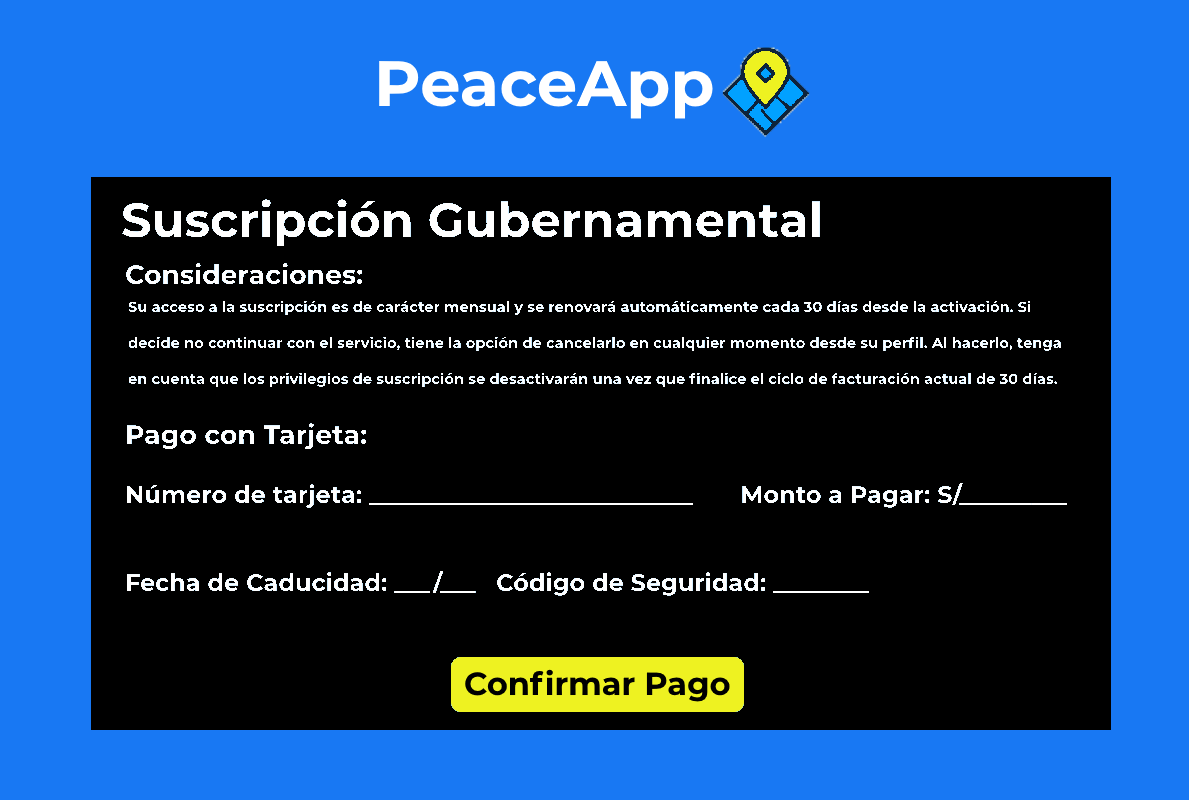 PeaceApp
Suscripción Gubernamental
Consideraciones:
Su acceso a la suscripción es de carácter mensual y se renovará automáticamente cada 30 días desde la activación. Si
decide no continuar con el servicio, tiene la opción de cancelarlo en cualquier momento desde su perfil. Al hacerlo, tenga
en cuenta que los privilegios de suscripción se desactivarán una vez que finalice el ciclo de facturación actual de 30 días.
Pago con Tarjeta:
Número de tarjeta: ________________________ Monto a Pagar: S/________
Fecha de Caducidad: ___/___ Código de Seguridad: ________
Confirmar Pago